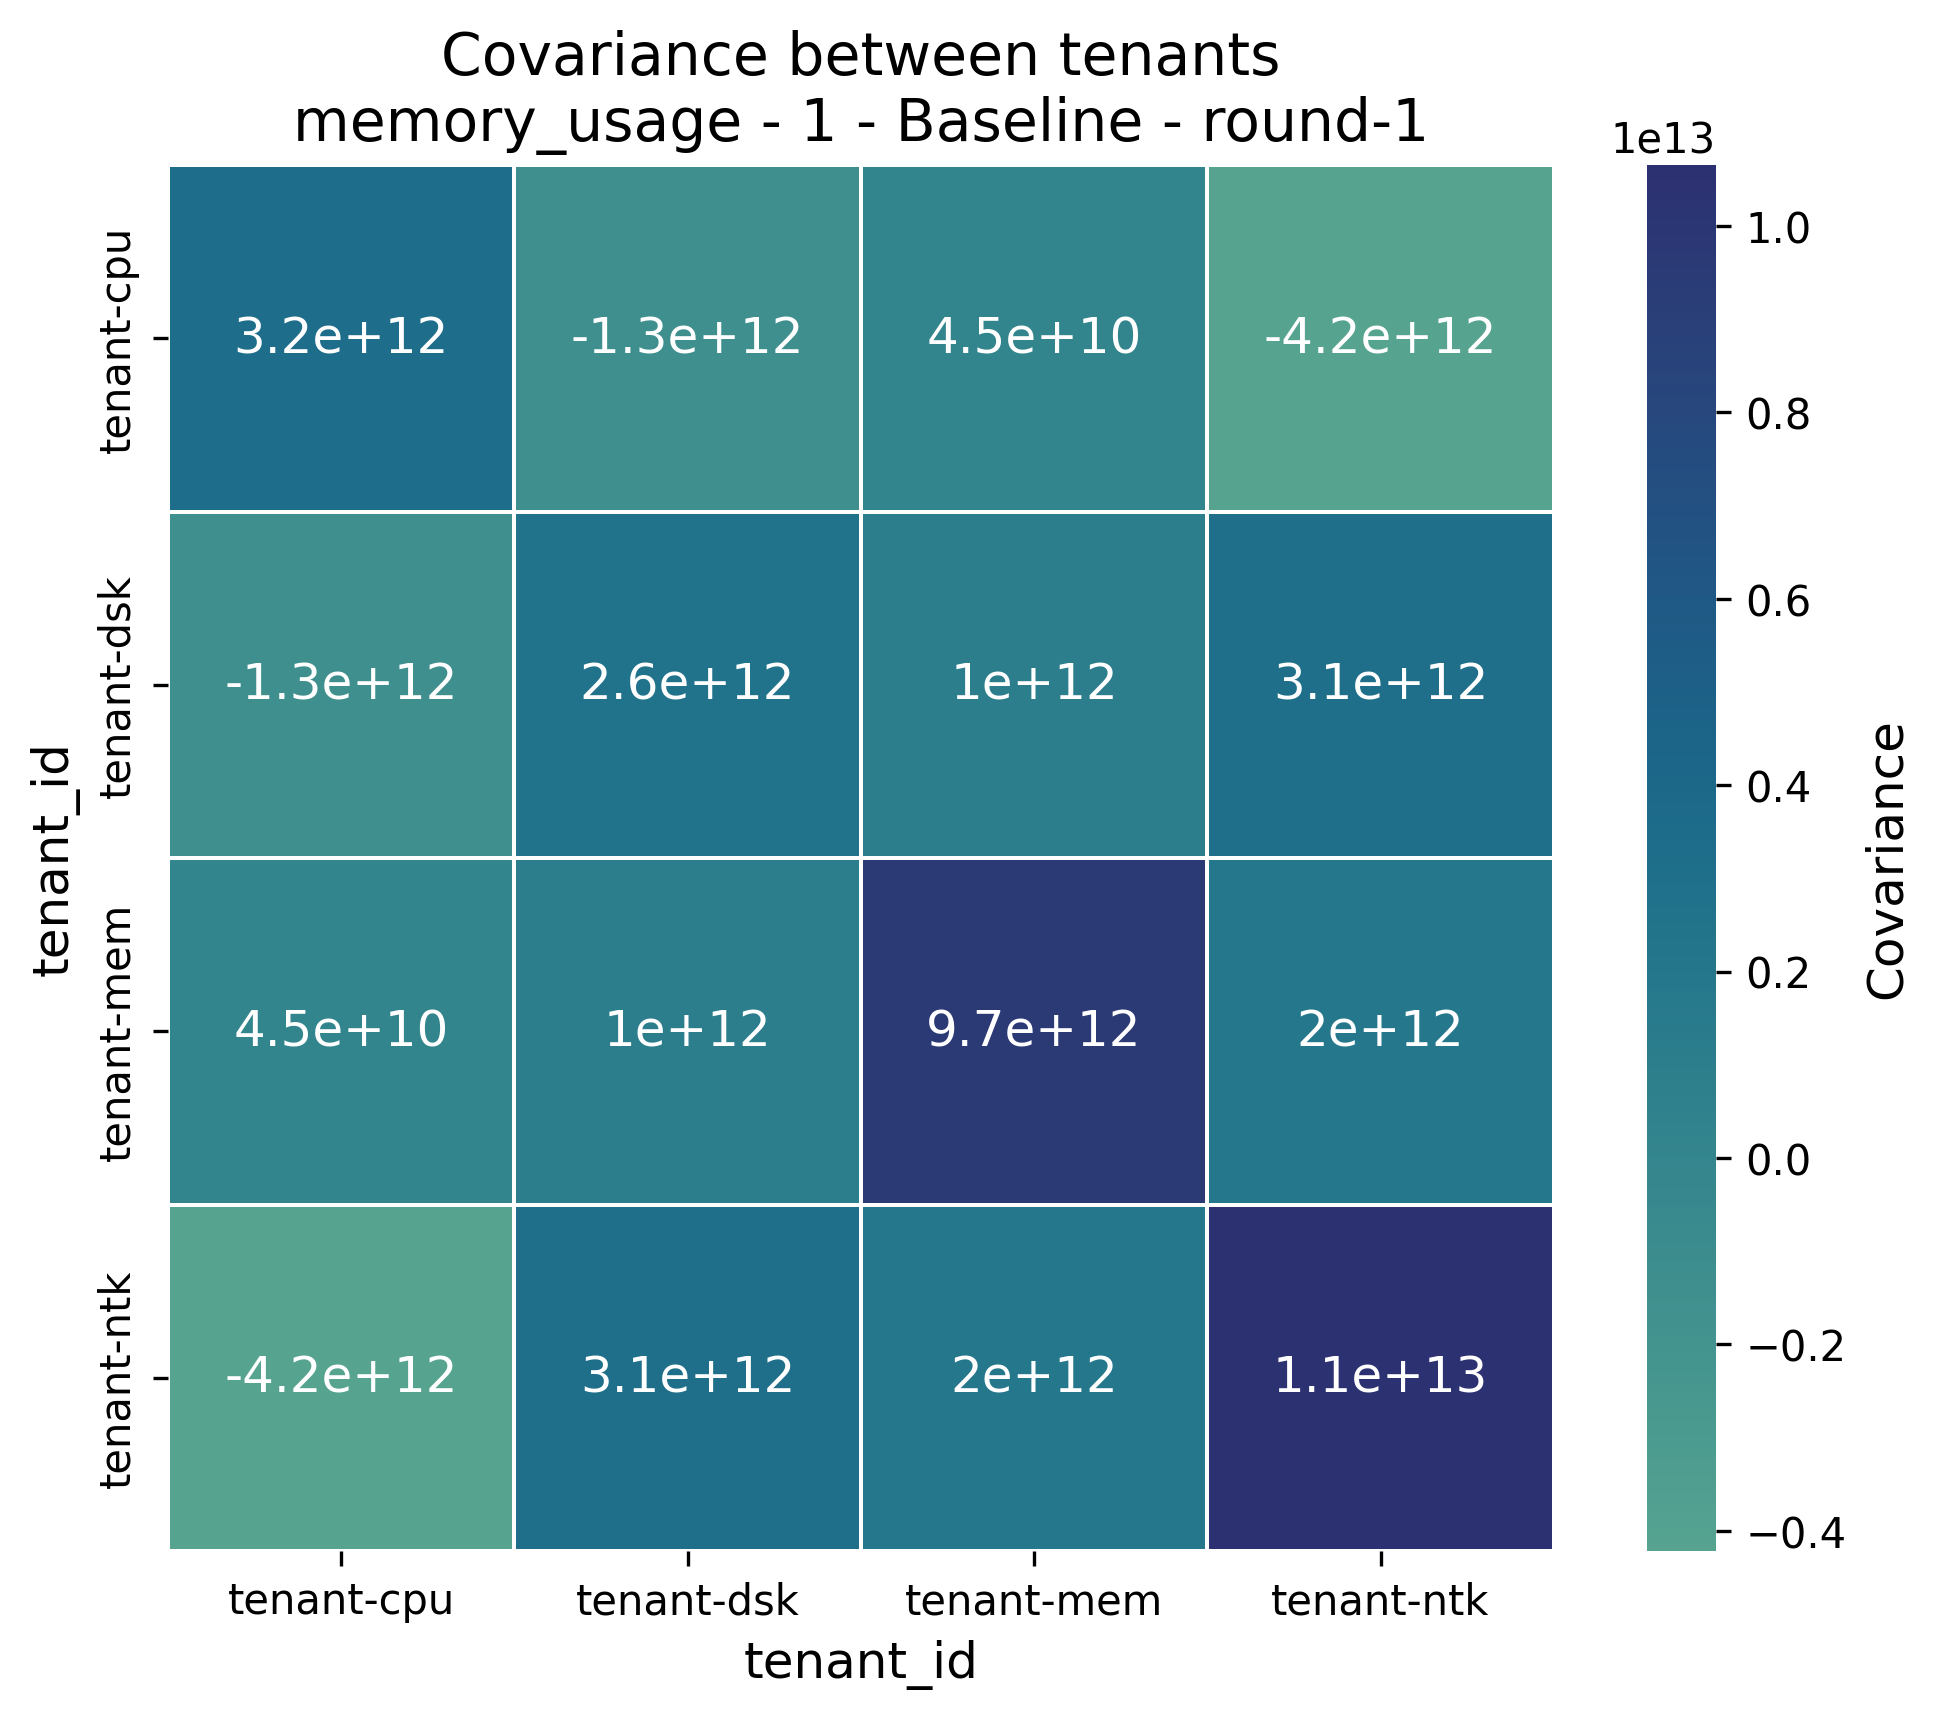 Covariance between tenants
memory_usage - 1 - Baseline - round-1
1e13
tenant-cpu
3.2e+12 -1.3e+12 4.5e+10 -4.2e+12
tenant-dsk
-1.3e+12 2.6e+12 1e+12 3.1e+12
tenant-mem
4.5e+10 1e+12 9.7e+12 2e+12
tenant-ntk
-4.2e+12 3.1e+12 2e+12 1.1e+13
tenant_id
tenant-cpu tenant-dsk tenant-mem tenant-ntk
tenant_id
1.0
0.8
0.6
0.4
0.2
0.0
−0.2
−0.4
Covariance